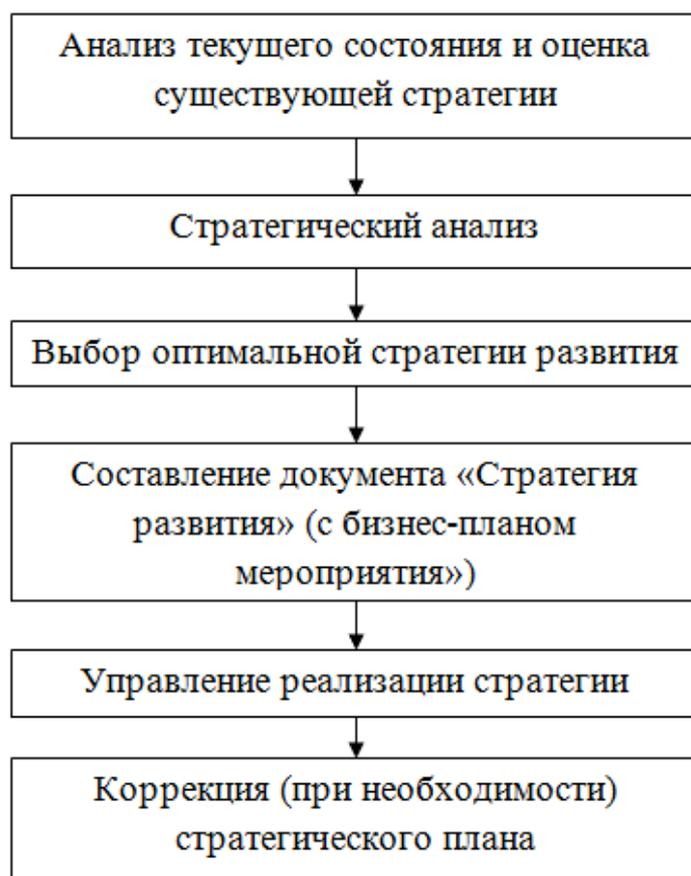 Анализ текущего состояния и оценка
существующей стратегии
Стратегический анализ
Выбор оптимальной стратегии развития
Составление документа «Стратегия
развития» (с бизнес-планом
мероприятия»)
Управление реализации стратегии
Коррекция (при необходимости)
стратегического плана